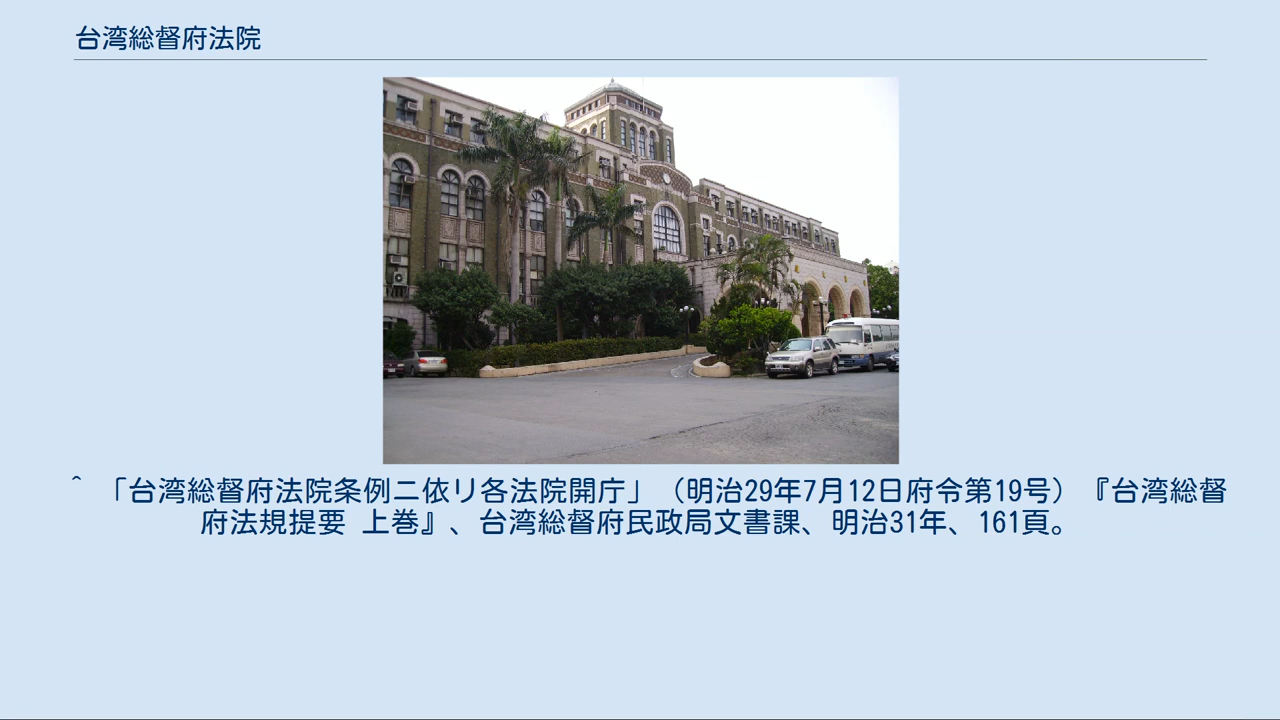 台湾総督府法院
^ 「台湾総督府法院条例ニ依リ各法院開庁」（明治29年7月12日府令第19号）『台湾総督
府法規提要 上巻』、台湾総督府民政局文書課、明治31年、161頁。